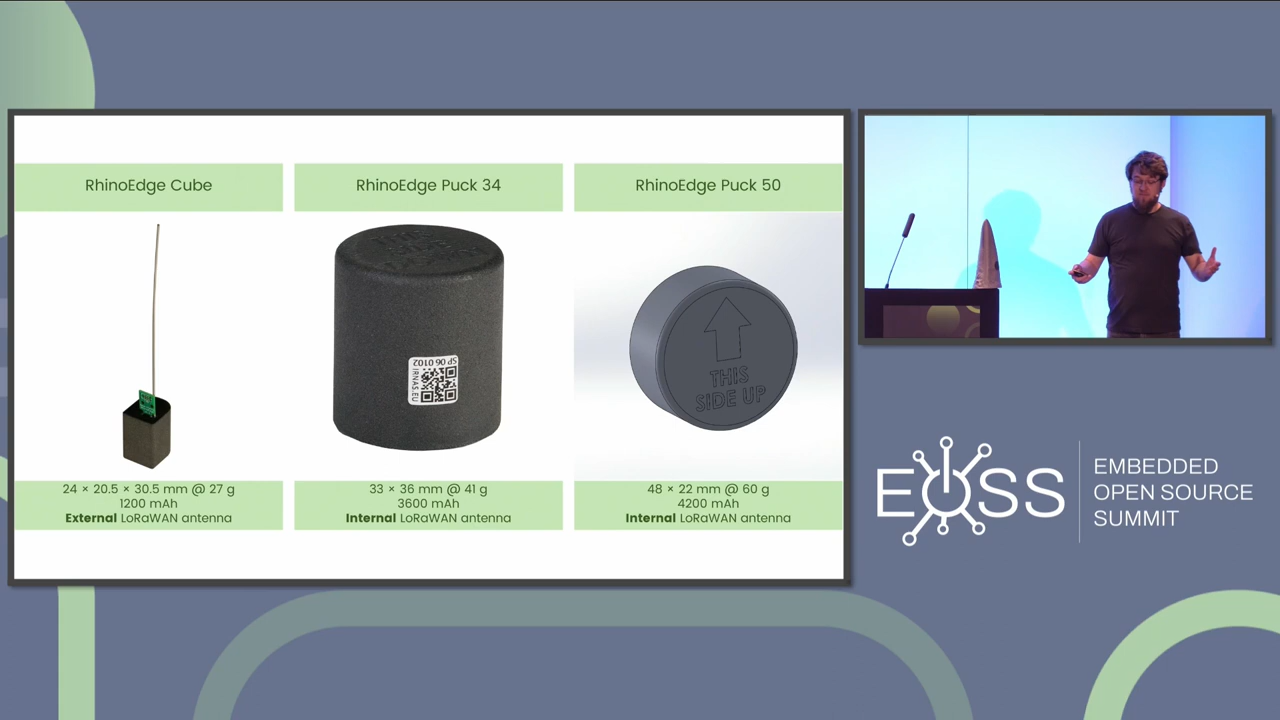 RhinoEdge Cube
RhinoEdge Puck 34
RhinoEdge Puck 50
SP 06 0102
IRNAS.EU
THIS
SIDE UP
24 × 20.5 × 30.5 mm @ 27 g
1200 mAh
External LoRaWAN antenna
33 × 36 mm @ 41 g
3600 mAh
Internal LoRaWAN antenna
48 × 22 mm @ 60 g
4200 mAh
Internal LoRaWAN antenna
EOSS
EMBEDDED
OPEN SOURCE
SUMMIT